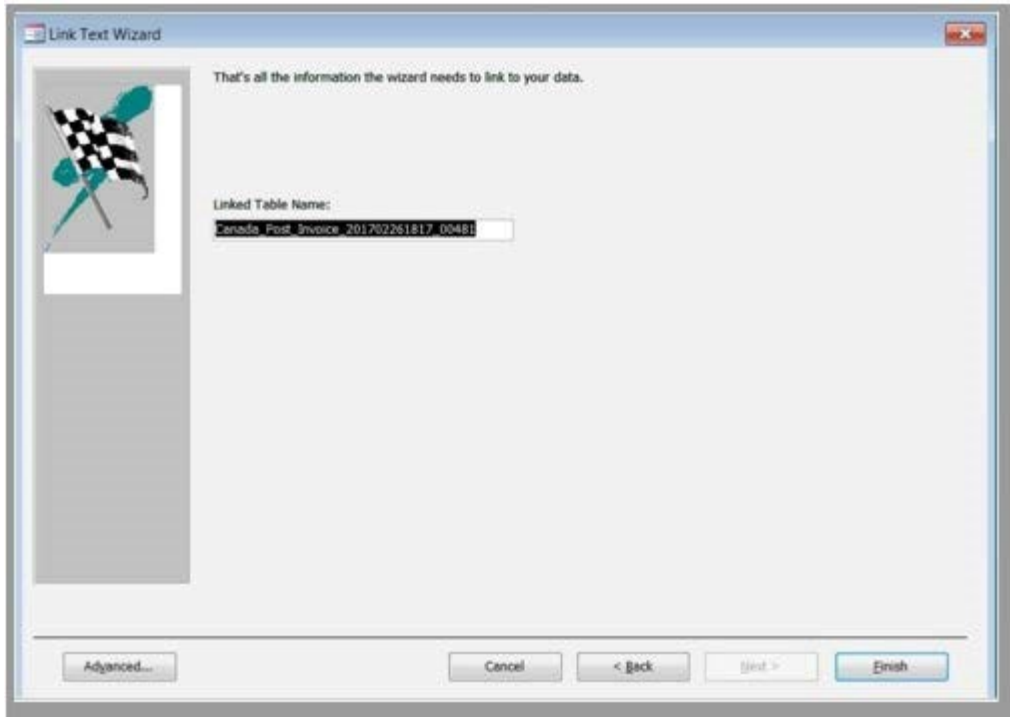 Link Text Wizard
That's all the information the wizard needs to link to your data.
Linked Table Name:
Canada_Post_Invoice_201702261817_00481
Advanced... Cancel < Back Next > Finish